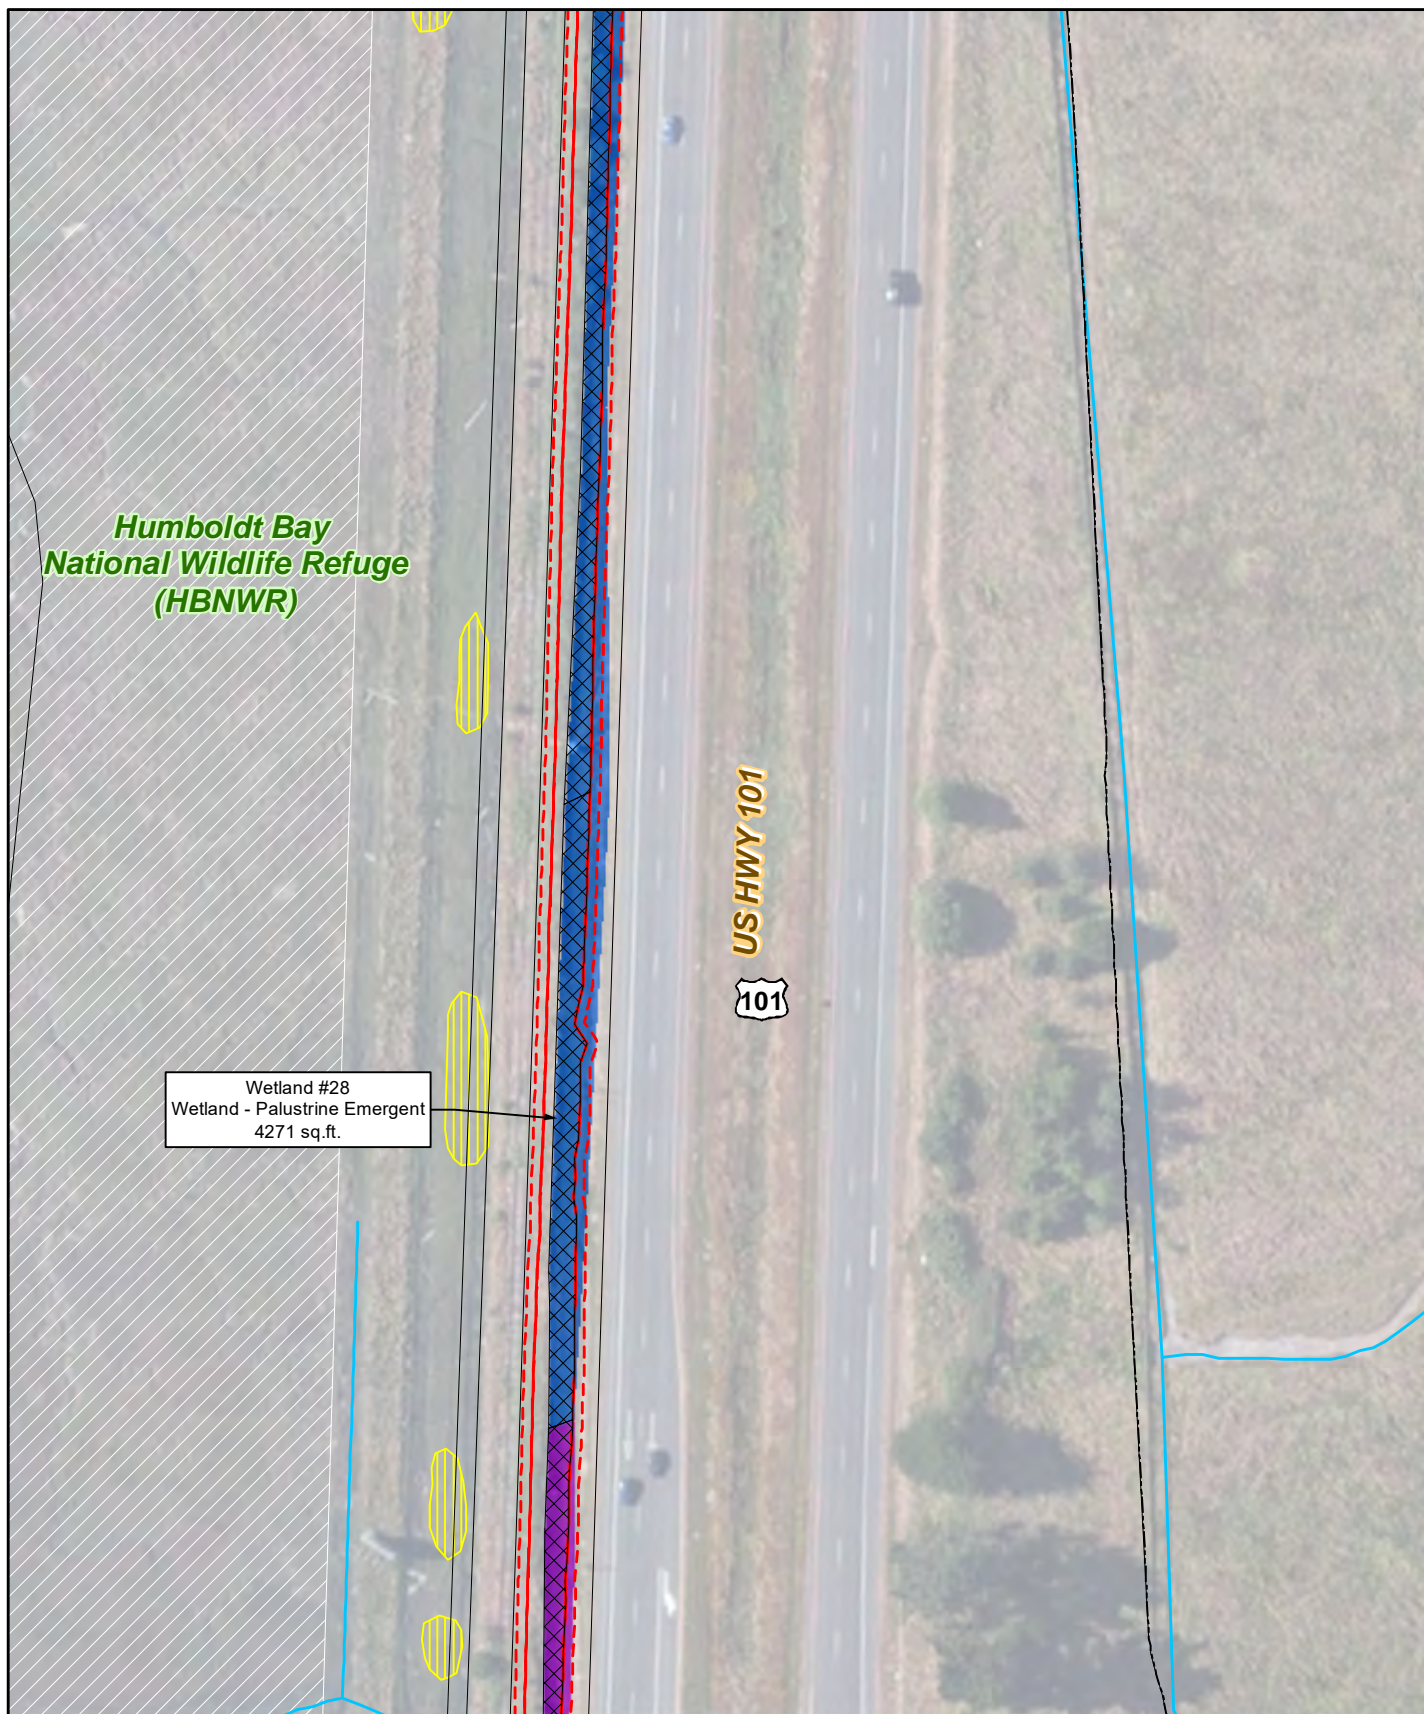 Humboldt Bay
National Wildlife Refuge
(HBNWR)
US HWY 101
101
Wetland #28
Wetland - Palustrine Emergent
4271 sq.ft.